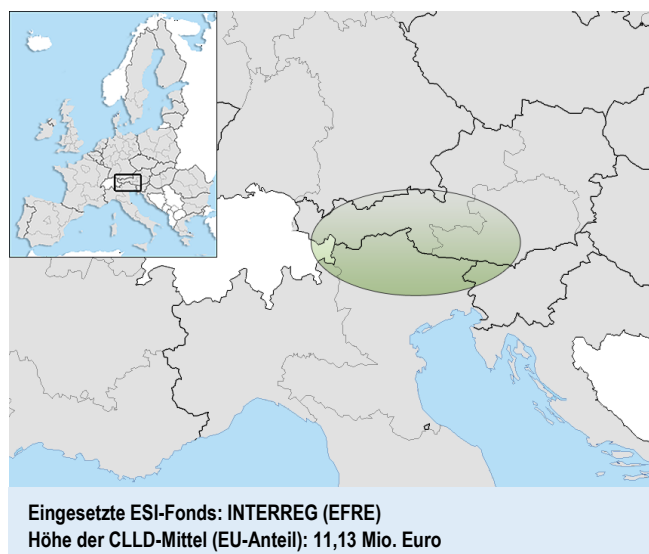 Eingesetzte ESI-Fonds: INTERREG (EFRE)
Höhe der CLLD-Mittel (EU-Anteil): 11,13 Mio. Euro